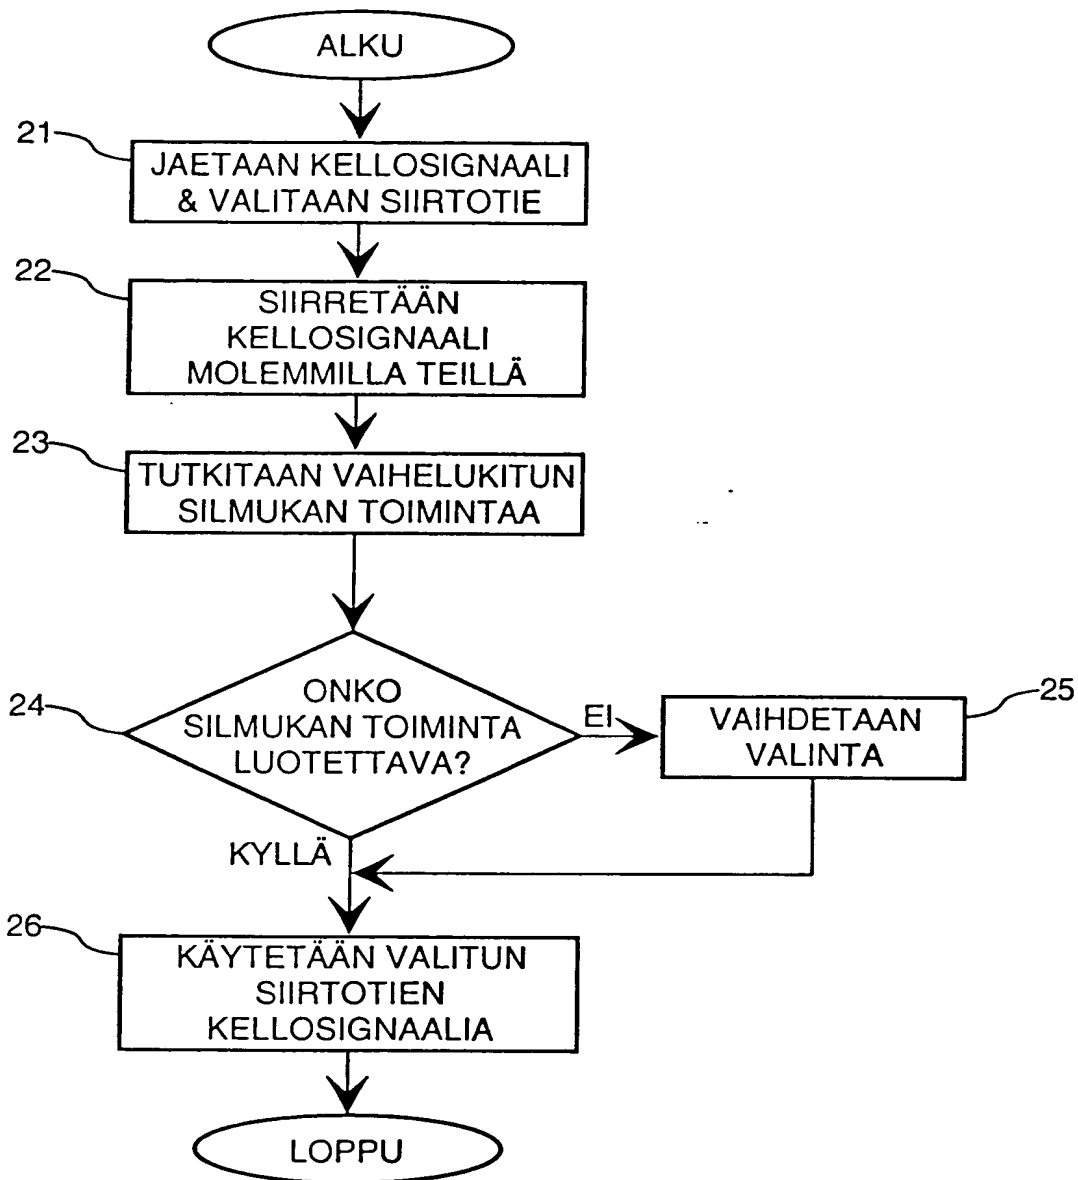 ALKU
21
JAETAAN KELLOSIGNAALI
& VALITAAN SIIRTOTIE
22
SIIRRETÄÄN
KELLOSIGNAALI
MOLEMMILLA TEILLÄ
23
TUTKITAAN VAIHELUKITUN
SILMUKAN TOIMINTAA
24
ONKO
SILMUKAN TOIMINTA
LUOTETTAVA?
EI
25
VAIHDETAAN
VALINTA
KYLLÄ
26
KÄYTETÄÄN VALITUN
SIIRTOTIEN
KELLOSIGNAALIA
LOPPU